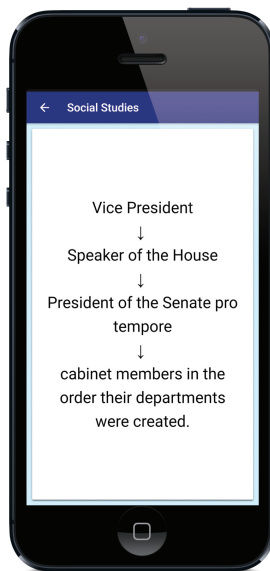 Social Studies
Vice President
↓
Speaker of the House
↓
President of the Senate pro
tempore
↓
cabinet members in the
order their departments
were created.